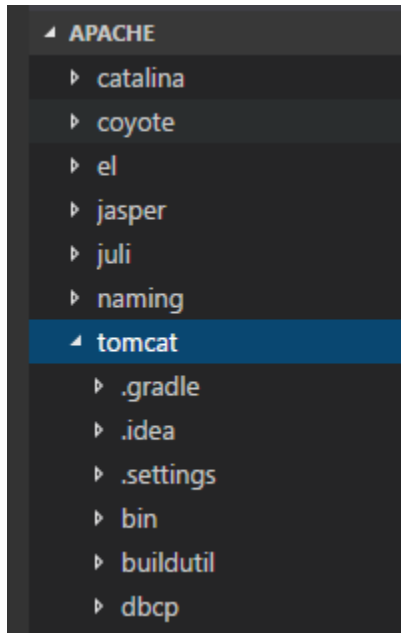 APACHE
catalina
coyote
el
jasper
juli
naming
tomcat
.gradle
.idea
.settings
bin
buildutil
dbcp